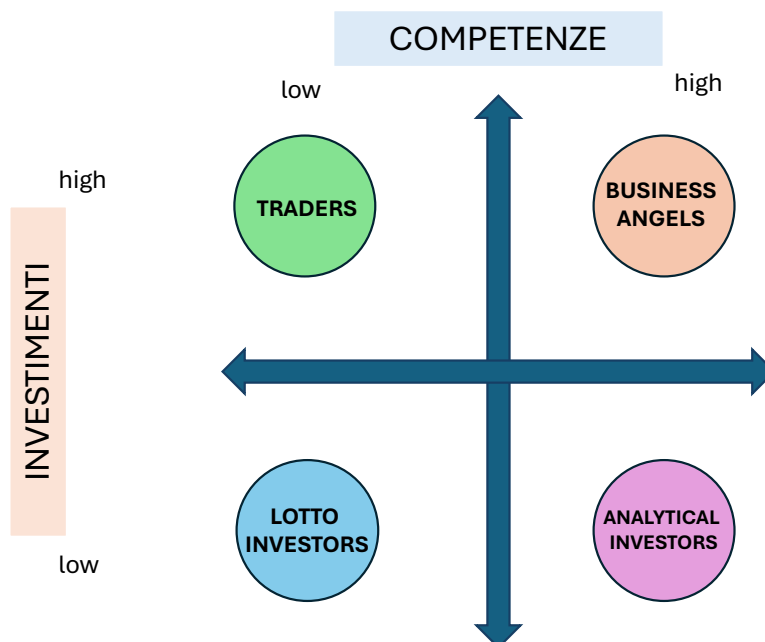 COMPETENZE
low
high
high
TRADERS
BUSINESS
ANGELS
INVESTIMENTI
LOTTO
INVESTORS
ANALYTICAL
INVESTORS
low